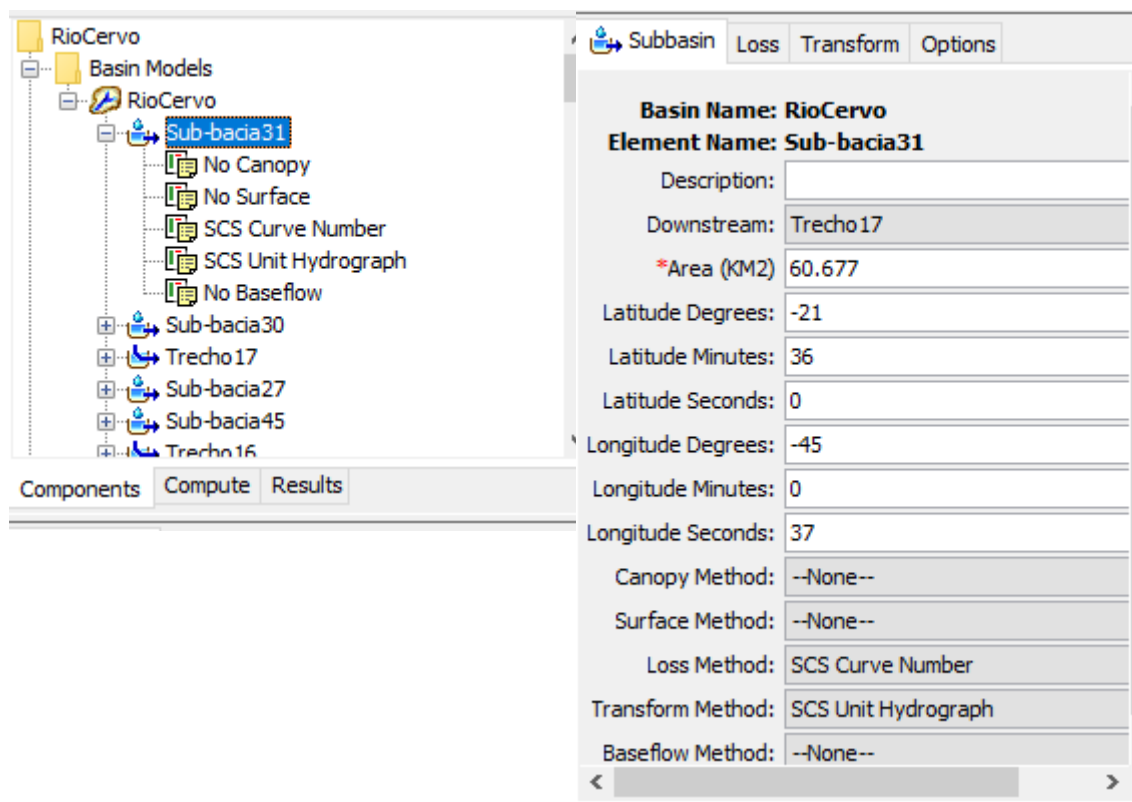 RioCervo
Basin Models
RioCervo
Sub-bacia31
No Canopy
No Surface
SCS Curve Number
SCS Unit Hydrograph
No Baseflow
Sub-bacia30
Trecho17
Sub-bacia27
Sub-bacia45
Trecho16
Components Compute Results
Subbasin Loss Transform Options
Basin Name: RioCervo
Element Name: Sub-bacia31
Description:
Downstream: Trecho17
*Area (KM2) 60.677
Latitude Degrees: -21
Latitude Minutes: 36
Latitude Seconds: 0
Longitude Degrees: -45
Longitude Minutes: 0
Longitude Seconds: 37
Canopy Method: --None--
Surface Method: --None--
Loss Method: SCS Curve Number
Transform Method: SCS Unit Hydrograph
Baseflow Method: --None--